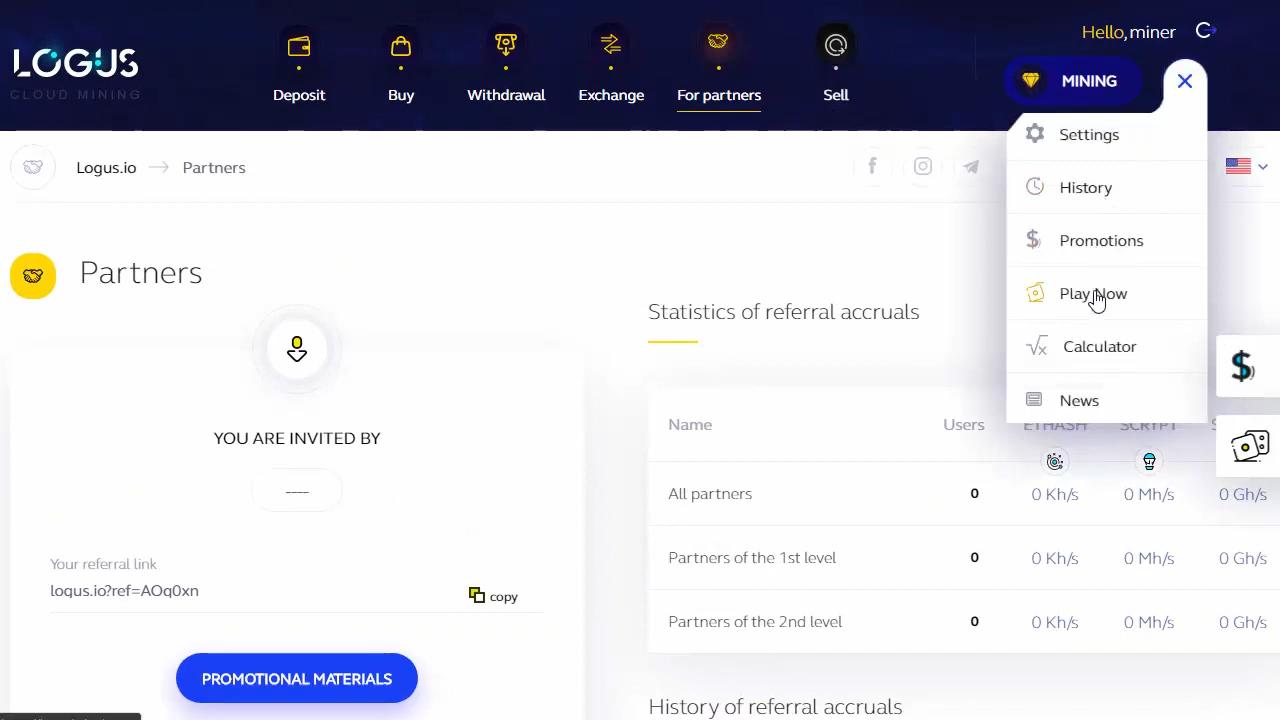 LOGUS
CLOUD MINING
Deposit
Buy
Withdrawal
Exchange
For partners
Sell
Hello, miner
MINING
Settings
History
Promotions
Play Now
Calculator
News
Logus.io
Partners
Partners
YOU ARE INVITED BY
----
Your referral link
logus.io?ref=AOq0xn
copy
PROMOTIONAL MATERIALS
Statistics of referral accruals
Name Users ETHASH SCRYPT
All partners 0 0 Kh/s 0 Mh/s 0 Gh/s
Partners of the 1st level 0 0 Kh/s 0 Mh/s 0 Gh/s
Partners of the 2nd level 0 0 Kh/s 0 Mh/s 0 Gh/s
History of referral accruals